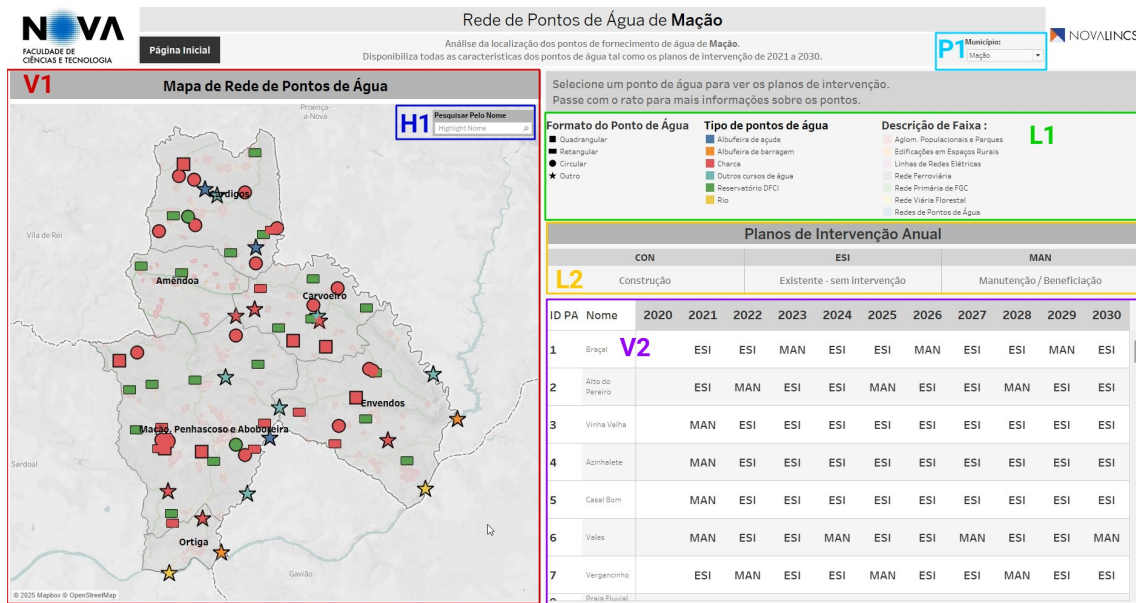 NOVA
FACULDADE DE
CIÊNCIAS E TECNOLOGIA
Página Inicial
Rede de Pontos de Água de Mação
Análise da localização dos pontos de fornecimento de água de Mação.
Disponibiliza todas as características dos pontos de água tal como os planos de intervenção de 2021 a 2030.
P1
Município:
Mação
NOVALINCS
V1
Mapa de Rede de Pontos de Água
H1
Pesquisar Pelo Nome
Highlight Nome
Proença-
a-Nova
Cardigos
Vila de Rei
Amêndoa
Carvoeiro
Envendos
Mação, Penhascoso e Aboboreira
Sardoal
Ortiga
Gavião
© 2025 Mapbox © OpenStreetMap
Selecione um ponto de água para ver os planos de intervenção.
Passe com o rato para mais informações sobre os pontos.
L1
Formato do Ponto de Água
Quadrangular
Retangular
Circular
Outro
Tipo de pontos de água
Albufeira de açude
Albufeira de barragem
Charca
Outros cursos de água
Reservatório DFCI
Rio
Descrição de Faixa :
Aglom. Populacionais e Parques
Edificações em Espaços Rurais
Linhas de Redes Elétricas
Rede Ferroviária
Rede Primária de FGC
Rede Viária Florestal
Redes de Pontos de Água
Planos de Intervenção Anual
CON ESI MAN
L2
Construção Existente - sem intervenção Manutenção / Beneficiação
V2
ID PA Nome 2020 2021 2022 2023 2024 2025 2026 2027 2028 2029 2030
1 Braçal ESI ESI MAN ESI ESI MAN ESI ESI MAN ESI
2 Alto do Pereiro ESI MAN ESI ESI MAN ESI ESI MAN ESI ESI
3 Vinha Velha MAN ESI ESI ESI ESI ESI ESI ESI ESI ESI
4 Azinhalete MAN ESI ESI ESI ESI ESI ESI ESI ESI ESI
5 Casal Bom MAN ESI ESI ESI ESI ESI ESI ESI ESI ESI
6 Vales MAN ESI ESI MAN ESI ESI MAN ESI ESI MAN
7 Vergancinho ESI MAN ESI ESI MAN ESI ESI MAN ESI ESI
Praia Fluvial